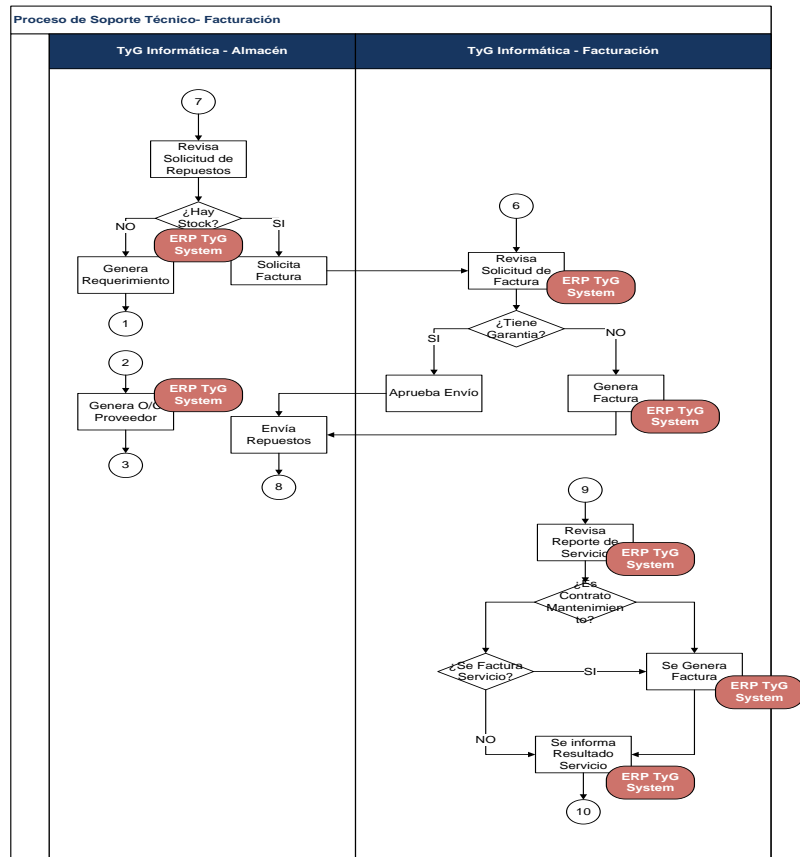 Proceso de Soporte Técnico- Facturación
TyG Informática - Almacén
TyG Informática - Facturación
7
Revisa
Solicitud de
Repuestos
¿Hay
Stock?
NO
SI
ERP TyG
System
Genera
Requerimiento
Solicita
Factura
1
6
Revisa
Solicitud de
Factura
ERP TyG
System
¿Tiene
Garantia?
SI
NO
2
Genera O/C
Proveedor
ERP TyG
System
3
Aprueba Envío
Genera
Factura
ERP TyG
System
Envía
Repuestos
8
9
Revisa
Reporte de
Servicio
ERP TyG
System
¿Es
Contrato
Mantenimien
to?
¿Se Factura
Servicio?
SI
Se Genera
Factura
ERP TyG
System
NO
Se informa
Resultado
Servicio
ERP TyG
System
10